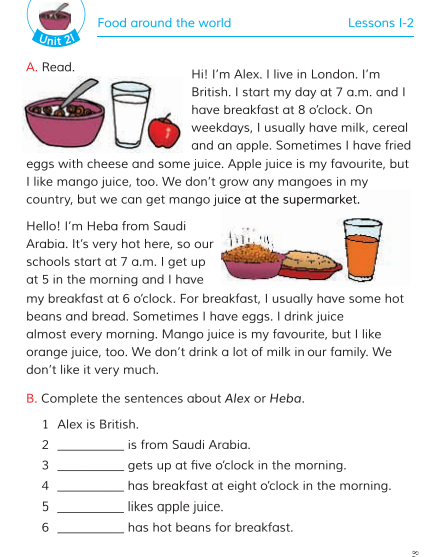 Unit 21
Food around the world
Lessons 1-2
A. Read.
Hi! I'm Alex. I live in London. I'm
British. I start my day at 7 a.m. and I
have breakfast at 8 o'clock. On
weekdays, I usually have milk, cereal
and an apple. Sometimes I have fried
eggs with cheese and some juice. Apple juice is my favourite, but
I like mango juice, too. We don't grow any mangoes in my
country, but we can get mango juice at the supermarket.
Hello! I'm Heba from Saudi
Arabia. It's very hot here, so our
schools start at 7 a.m. I get up
at 5 in the morning and I have
my breakfast at 6 o'clock. For breakfast, I usually have some hot
beans and bread. Sometimes I have eggs. I drink juice
almost every morning. Mango juice is my favourite, but I like
orange juice, too. We don't drink a lot of milk in our family. We
don't like it very much.
B. Complete the sentences about Alex or Heba.
1 Alex is British.
2 __________ is from Saudi Arabia.
3 __________ gets up at five o'clock in the morning.
4 __________ has breakfast at eight o'clock in the morning.
5 __________ likes apple juice.
6 __________ has hot beans for breakfast.